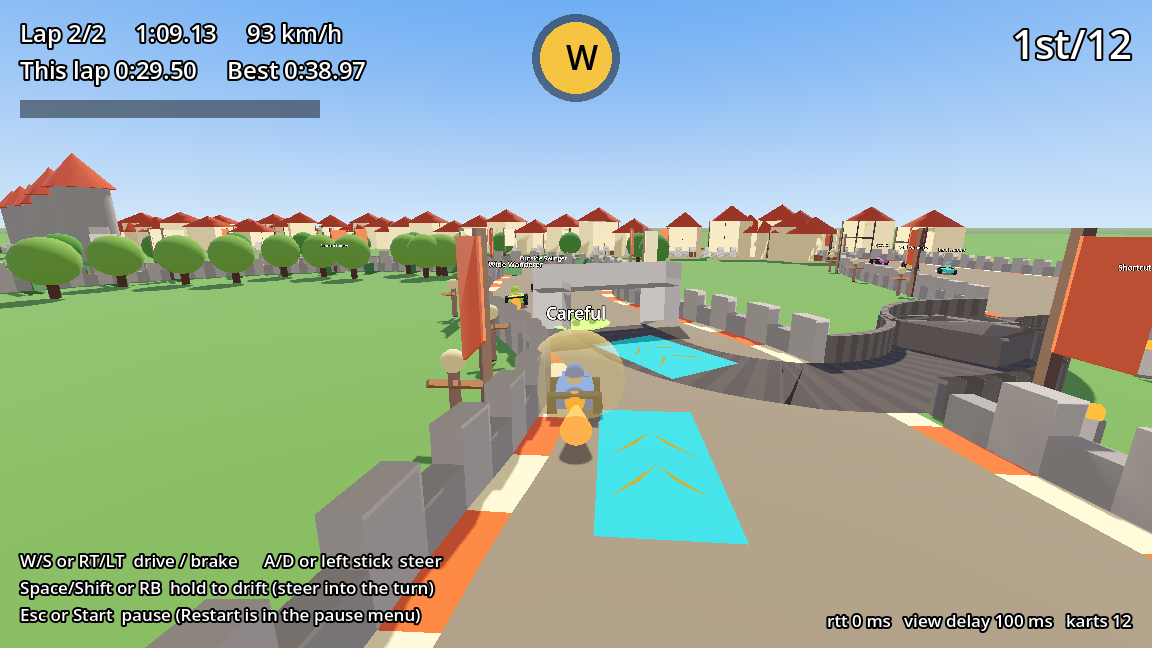 Lap 2/2 1:09.13 93 km/h
This lap 0:29.50 Best 0:38.97
W
1st/12
Shortcut
Careful
W/S or RT/LT drive / brake A/D or left stick steer
Space/Shift or RB hold to drift (steer into the turn)
Esc or Start pause (Restart is in the pause menu)
rtt 0 ms view delay 100 ms karts 12